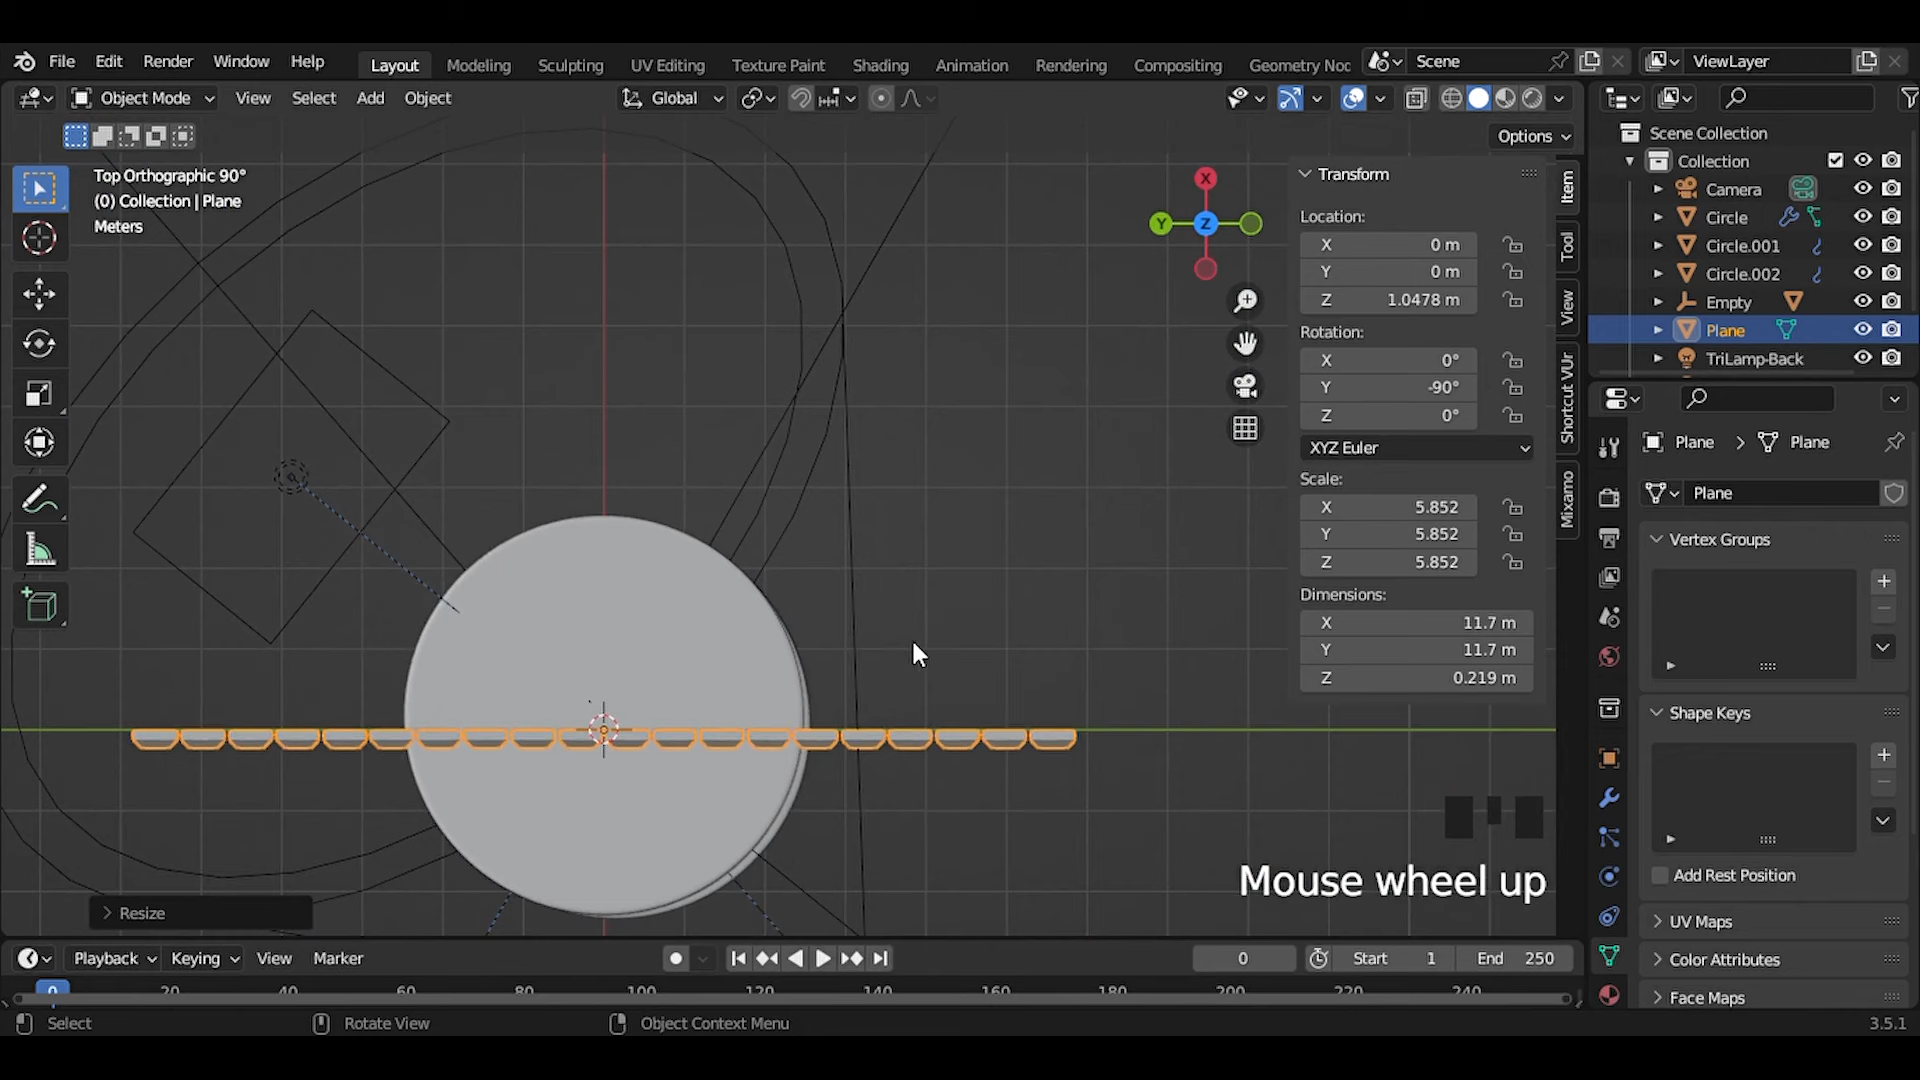 File Edit Render Window Help Layout Modeling Sculpting UV Editing Texture Paint Shading Animation Rendering Compositing Geometry Noc Scene ViewLayer
Object Mode View Select Add Object Global
Options
Top Orthographic 90°
(0) Collection | Plane
Meters
X
Y
Z
Transform
Location:
X 0 m
Y 0 m
Z 1.0478 m
Rotation:
X 0°
Y -90°
Z 0°
XYZ Euler
Scale:
X 5.852
Y 5.852
Z 5.852
Dimensions:
X 11.7 m
Y 11.7 m
Z 0.219 m
Item
Tool
View
Shortcut VUr
Mixamo
Scene Collection
Collection
Camera
Circle
Circle.001
Circle.002
Empty
Plane
TriLamp-Back
Plane Plane
Plane
Vertex Groups
Shape Keys
Add Rest Position
UV Maps
Color Attributes
Face Maps
Mouse wheel up
Resize
Playback Keying View Marker 0 Start 1 End 250
0 20 40 60 80 100 120 140 160 180 200 220 240
Select Rotate View Object Context Menu 3.5.1